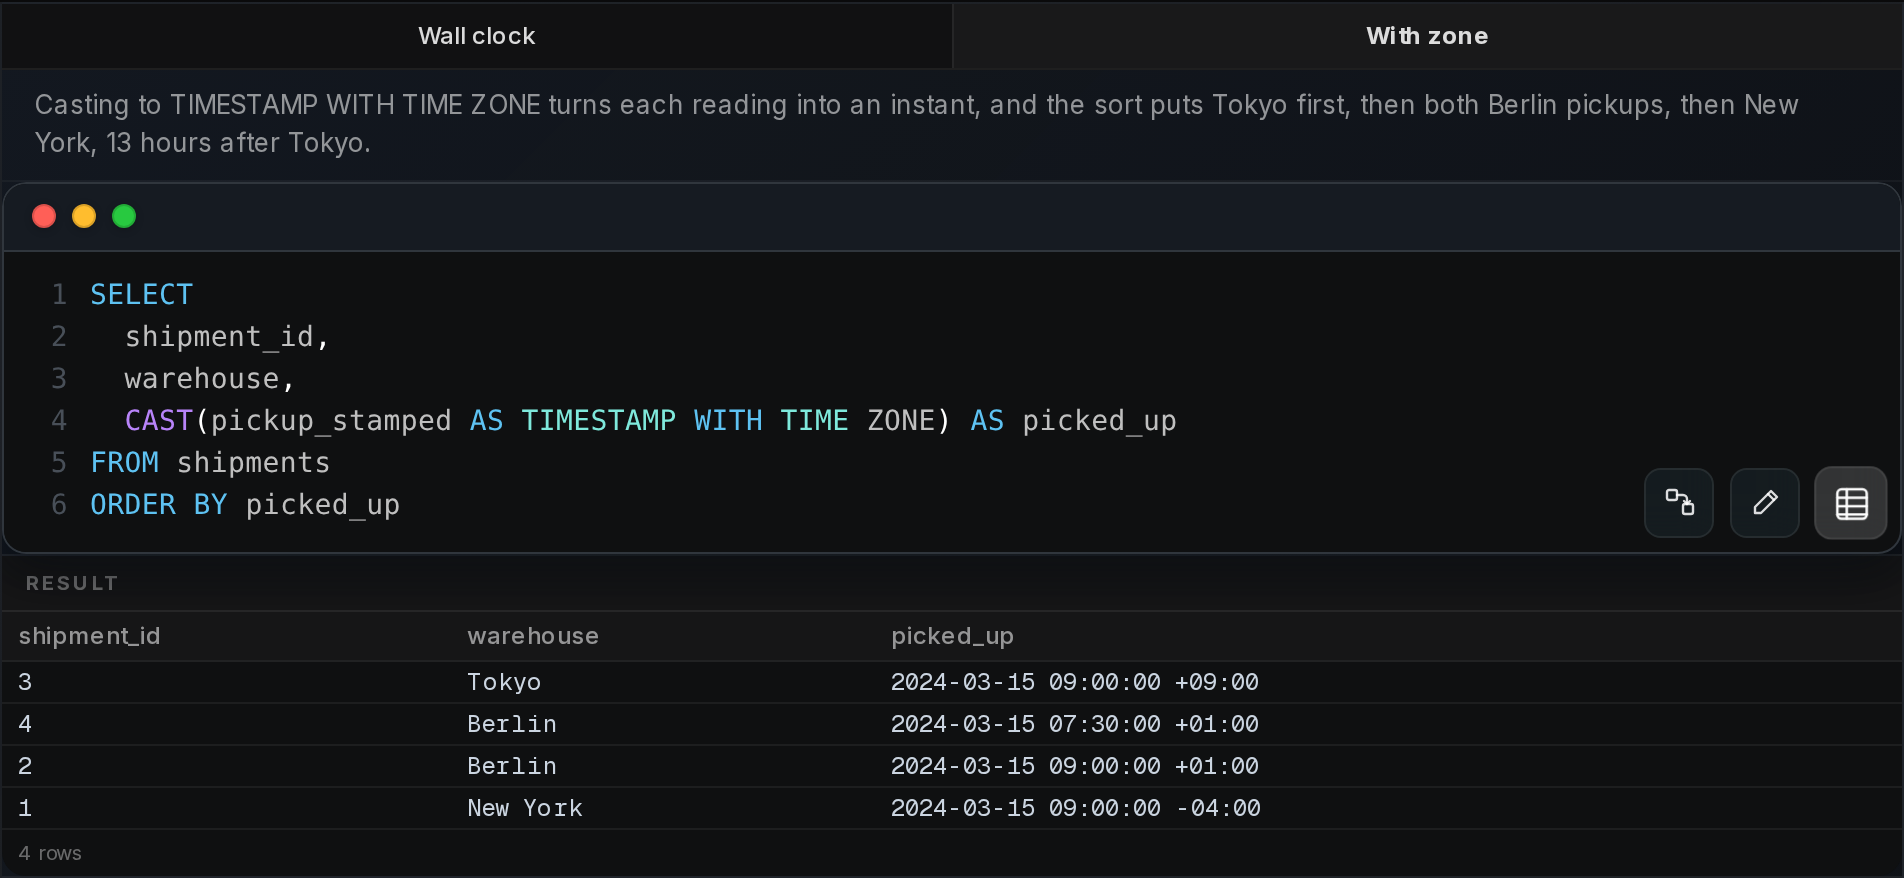 Wall clock
With zone
Casting to TIMESTAMP WITH TIME ZONE turns each reading into an instant, and the sort puts Tokyo first, then both Berlin pickups, then New
York, 13 hours after Tokyo.
1 SELECT
2 shipment_id,
3 warehouse,
4 CAST(pickup_stamped AS TIMESTAMP WITH TIME ZONE) AS picked_up
5 FROM shipments
6 ORDER BY picked_up
RESULT
shipment_id warehouse picked_up
3 Tokyo 2024-03-15 09:00:00 +09:00
4 Berlin 2024-03-15 07:30:00 +01:00
2 Berlin 2024-03-15 09:00:00 +01:00
1 New York 2024-03-15 09:00:00 -04:00
4 rows